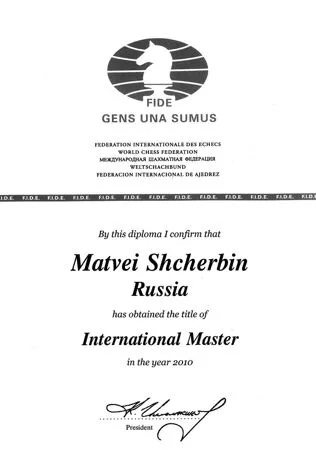 FIDE
GENS UNA SUMUS
FEDERATION INTERNATIONALE DES ECHECS
WORLD CHESS FEDERATION
МЕЖДУНАРОДНАЯ ШАХМАТНАЯ ФЕДЕРАЦИЯ
WELTSCHACHBUND
FEDERACION INTERNACIONAL DE AJEDREZ
F.I.D.E. F.I.D.E. F.I.D.E. F.I.D.E. F.I.D.E. F.I.D.E. F.I.D.E. F.I.D.E. F.I.D.E. F.I.D.E.
By this diploma I confirm that
Matvei Shcherbin
Russia
has obtained the title of
International Master
in the year 2010
President